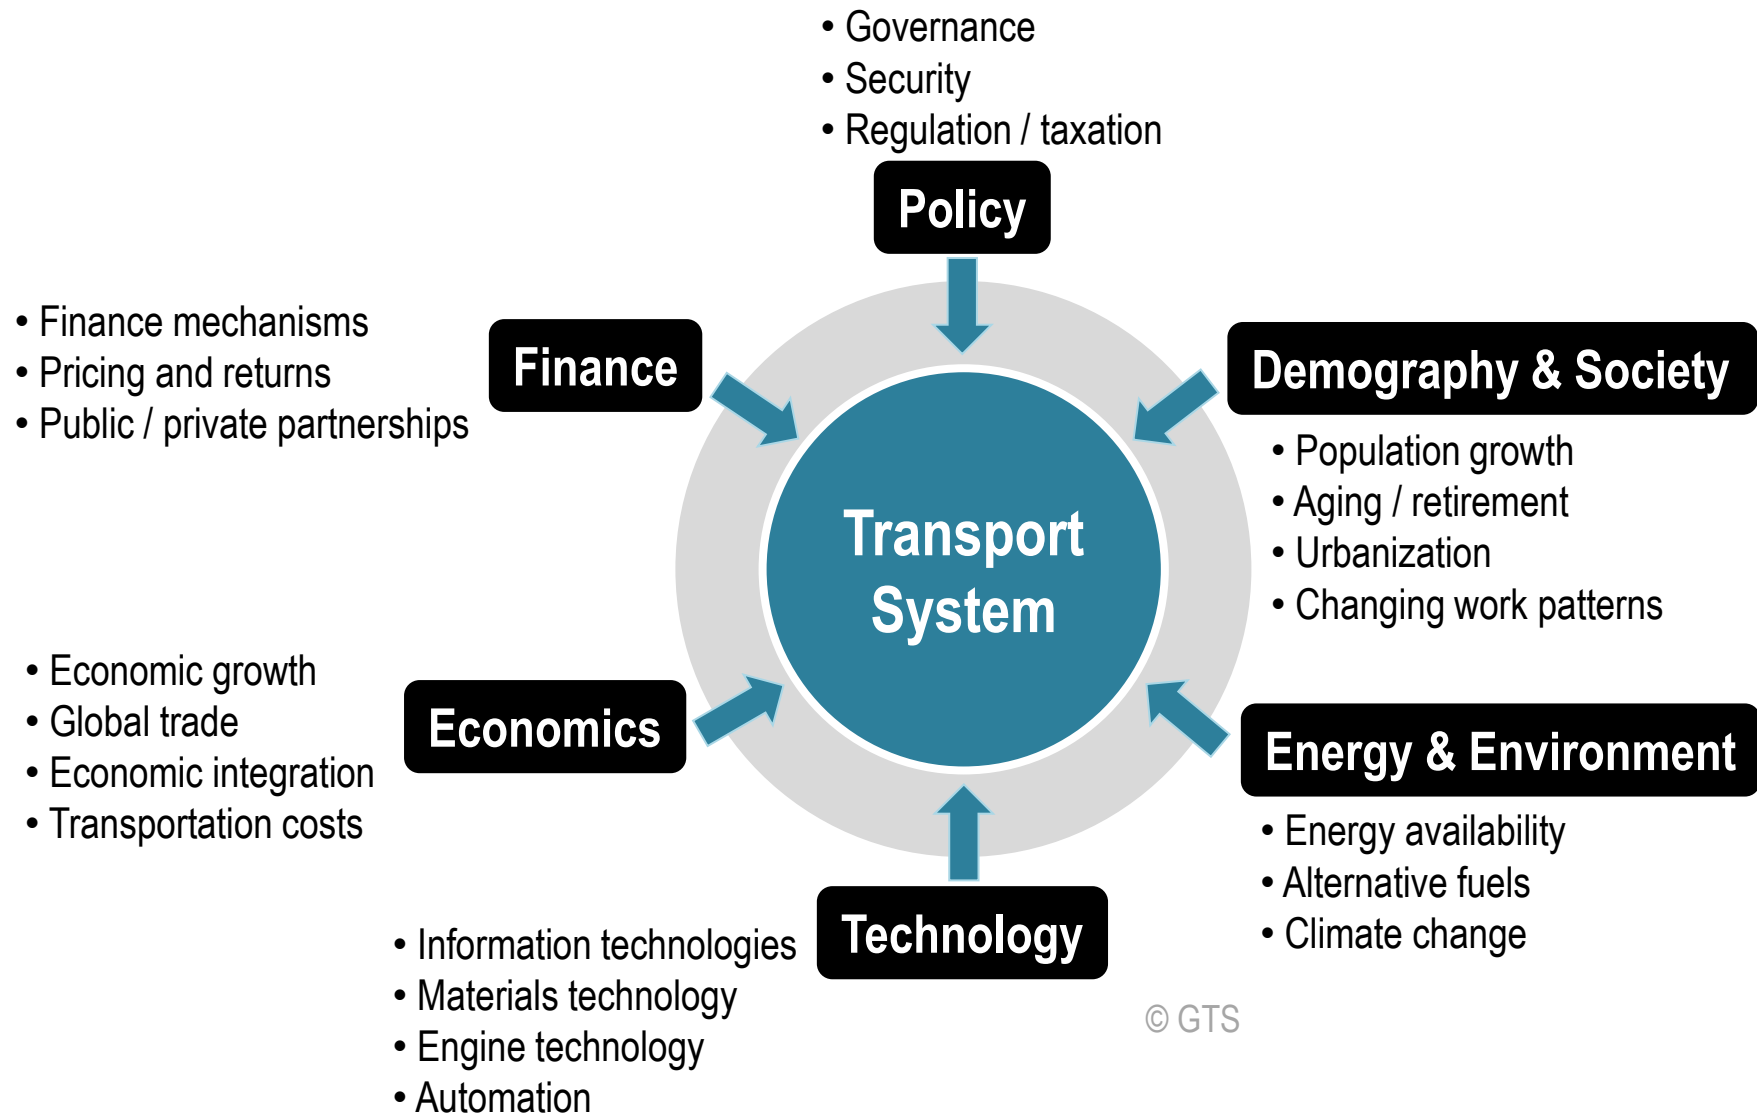 • Governance
• Security
• Regulation / taxation
Policy
• Finance mechanisms
• Pricing and returns
• Public / private partnerships
Finance
Demography & Society
• Population growth
• Aging / retirement
• Urbanization
• Changing work patterns
Transport
System
• Economic growth
• Global trade
• Economic integration
• Transportation costs
Economics
Energy & Environment
• Energy availability
• Alternative fuels
• Climate change
Technology
• Information technologies
• Materials technology
• Engine technology
• Automation
© GTS